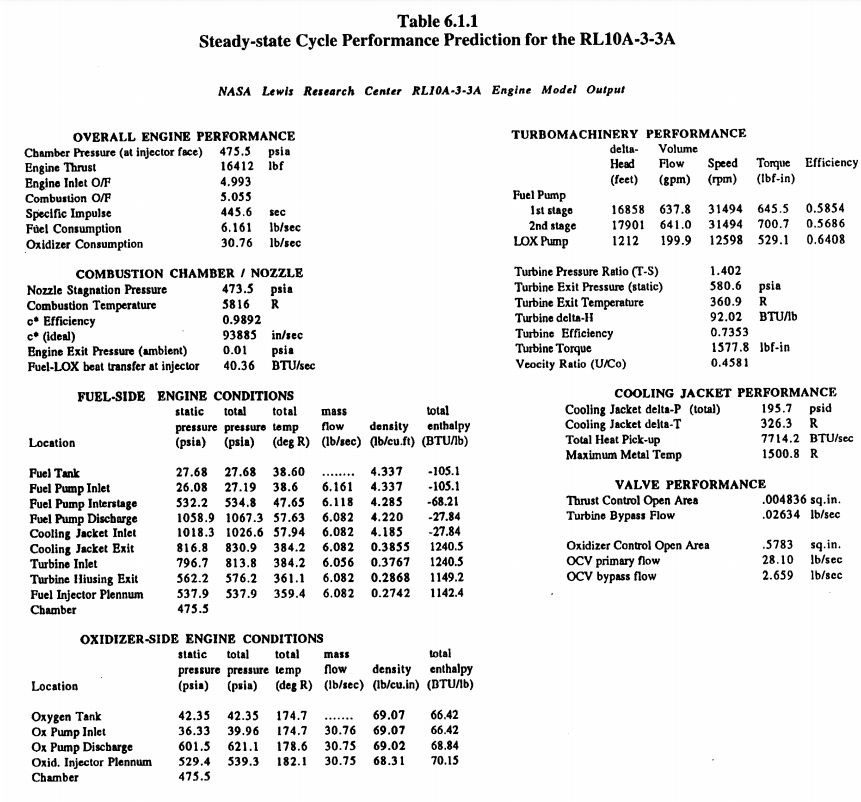 Table 6.1.1
Steady-state Cycle Performance Prediction for the RL10A-3-3A
NASA Lewis Research Center RL10A-3-3A Engine Model Output
OVERALL ENGINE PERFORMANCE
Chamber Pressure (at injector face) 475.5 psia
Engine Thrust 16412 lbf
Engine Inlet O/F 4.993
Combustion O/F 5.055
Specific Impulse 445.6 sec
Fuel Consumption 6.161 lb/sec
Oxidizer Consumption 30.76 lb/sec
COMBUSTION CHAMBER / NOZZLE
Nozzle Stagnation Pressure 473.5 psia
Combustion Temperature 5816 R
c* Efficiency 0.9892
c* (ideal) 93885 in/sec
Engine Exit Pressure (ambient) 0.01 psia
Fuel-LOX heat transfer at injector 40.36 BTU/sec
FUEL-SIDE ENGINE CONDITIONS
static total total mass total
pressure pressure temp flow density enthalpy
Location (psia) (psia) (deg R) (lb/sec) (lb/cu.ft) (BTU/lb)
Fuel Tank 27.68 27.68 38.60 ........ 4.337 -105.1
Fuel Pump Inlet 26.08 27.19 38.6 6.161 4.337 -105.1
Fuel Pump Interstage 532.2 534.8 47.65 6.118 4.285 -68.21
Fuel Pump Discharge 1058.9 1067.3 57.63 6.082 4.220 -27.84
Cooling Jacket Inlet 1018.3 1026.6 57.94 6.082 4.185 -27.84
Cooling Jacket Exit 816.8 830.9 384.2 6.082 0.3855 1240.5
Turbine Inlet 796.7 813.8 384.2 6.056 0.3767 1240.5
Turbine Hiusing Exit 562.2 576.2 361.1 6.082 0.2868 1149.2
Fuel Injector Plennum 537.9 537.9 359.4 6.082 0.2742 1142.4
Chamber 475.5
OXIDIZER-SIDE ENGINE CONDITIONS
static total total mass total
pressure pressure temp flow density enthalpy
Location (psia) (psia) (deg R) (lb/sec) (lb/cu.in) (BTU/lb)
Oxygen Tank 42.35 42.35 174.7 ....... 69.07 66.42
Ox Pump Inlet 36.33 39.96 174.7 30.76 69.07 66.42
Ox Pump Discharge 601.5 621.1 178.6 30.75 69.02 68.84
Oxid. Injector Plennum 529.4 539.3 182.1 30.75 68.31 70.15
Chamber 475.5
TURBOMACHINERY PERFORMANCE
delta- Volume
Head Flow Speed Torque Efficiency
(feet) (gpm) (rpm) (lbf-in)
Fuel Pump
1st stage 16858 637.8 31494 645.5 0.5854
2nd stage 17901 641.0 31494 700.7 0.5686
LOX Pump 1212 199.9 12598 529.1 0.6408
Turbine Pressure Ratio (T-S) 1.402
Turbine Exit Pressure (static) 580.6 psia
Turbine Exit Temperature 360.9 R
Turbine delta-H 92.02 BTU/lb
Turbine Efficiency 0.7353
Turbine Torque 1577.8 lbf-in
Veocity Ratio (U/Co) 0.4581
COOLING JACKET PERFORMANCE
Cooling Jacket delta-P (total) 195.7 psid
Cooling Jacket delta-T 326.3 R
Total Heat Pick-up 7714.2 BTU/sec
Maximum Metal Temp 1500.8 R
VALVE PERFORMANCE
Thrust Control Open Area .004836 sq.in.
Turbine Bypass Flow .02634 lb/sec
Oxidizer Control Open Area .5783 sq.in.
OCV primary flow 28.10 lb/sec
OCV bypass flow 2.659 lb/sec